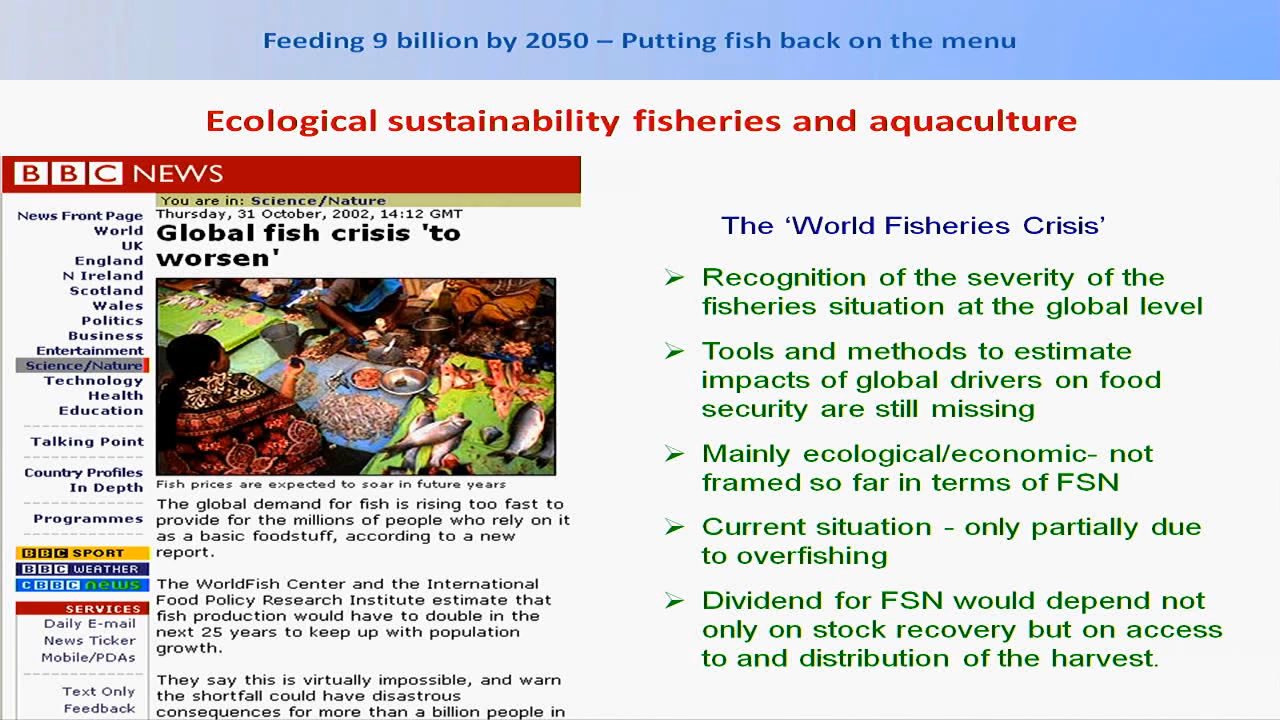 Feeding 9 billion by 2050 – Putting fish back on the menu
Ecological sustainability fisheries and aquaculture
BBC NEWS
You are in: Science/Nature
News Front Page
World
UK
England
N Ireland
Scotland
Wales
Politics
Business
Entertainment
Science/Nature
Technology
Health
Education
Talking Point
Country Profiles
In Depth
Programmes
BBC SPORT
BBC WEATHER
CBBC news
SERVICES
Daily E-mail
News Ticker
Mobile/PDAs
Text Only
Feedback
Thursday, 31 October, 2002, 14:12 GMT
Global fish crisis 'to
worsen'
Fish prices are expected to soar in future years
The global demand for fish is rising too fast to
provide for the millions of people who rely on it
as a basic foodstuff, according to a new
report.
The WorldFish Center and the International
Food Policy Research Institute estimate that
fish production would have to double in the
next 25 years to keep up with population
growth.
They say this is virtually impossible, and warn
the shortfall could have disastrous
consequences for more than a billion people in
The ‘World Fisheries Crisis’
➢ Recognition of the severity of the
fisheries situation at the global level
➢ Tools and methods to estimate
impacts of global drivers on food
security are still missing
➢ Mainly ecological/economic- not
framed so far in terms of FSN
➢ Current situation - only partially due
to overfishing
➢ Dividend for FSN would depend not
only on stock recovery but on access
to and distribution of the harvest.